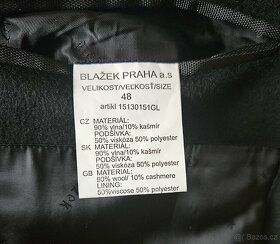 BLAŽEK PRAHA a.s
VELIKOST/VEĽKOSŤ/SIZE
48
artikl 15130151GL
CZ MATERIÁL:
90% vlna/10% kašmír
PODŠÍVKA:
50% viskóza 50% polyester
SK MATERIÁL:
90% vlna/10% kašmír
PODŠÍVKA:
50% viskóza 50% polyester
GB MATERIAL:
90% wool/10% cashmere
LINING:
50%viscose 50% polyester
Bazos.cz